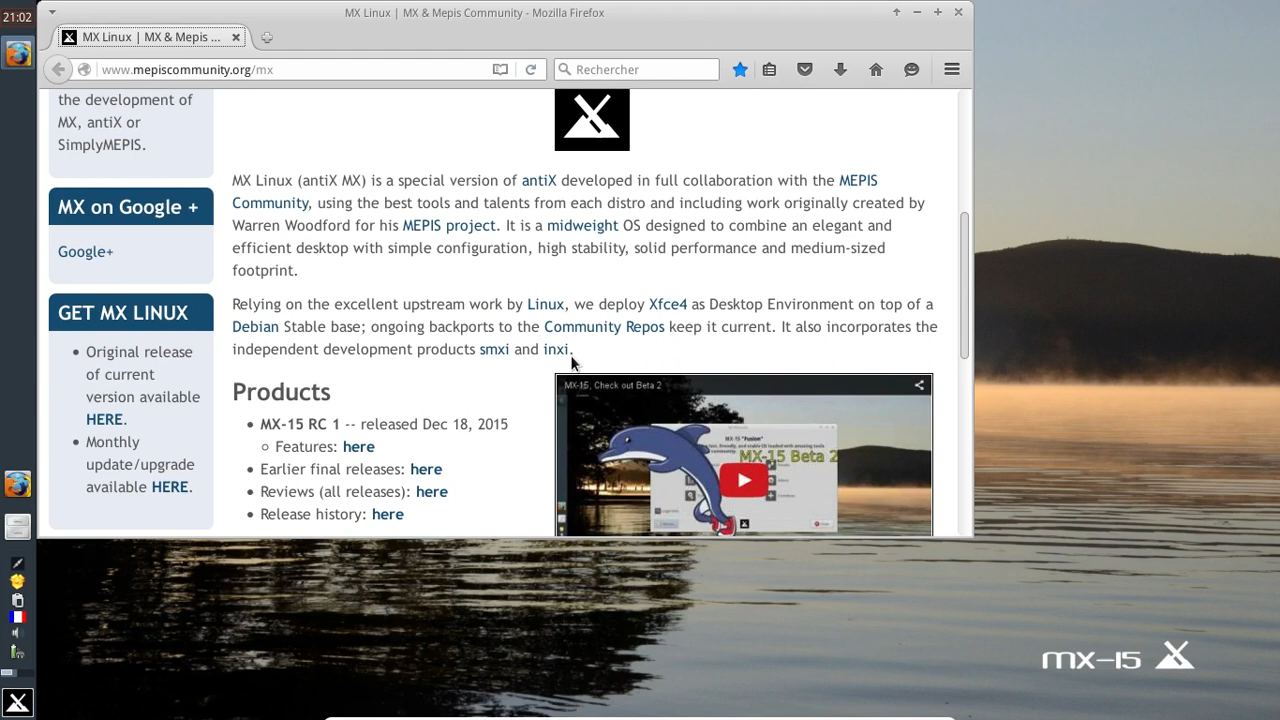 21:02
MX Linux | MX & Mepis Community - Mozilla Firefox
MX Linux | MX & Mepis ...
www.mepiscommunity.org/mx
Rechercher
the development of
MX, antiX or
SimplyMEPIS.
MX on Google +
Google+
GET MX LINUX
Original release
of current
version available
HERE.
Monthly
update/upgrade
available HERE.
MX Linux (antiX MX) is a special version of antiX developed in full collaboration with the MEPIS
Community, using the best tools and talents from each distro and including work originally created by
Warren Woodford for his MEPIS project. It is a midweight OS designed to combine an elegant and
efficient desktop with simple configuration, high stability, solid performance and medium-sized
footprint.
Relying on the excellent upstream work by Linux, we deploy Xfce4 as Desktop Environment on top of a
Debian Stable base; ongoing backports to the Community Repos keep it current. It also incorporates the
independent development products smxi and inxi.
Products
MX-15 RC 1 -- released Dec 18, 2015
Features: here
Earlier final releases: here
Reviews (all releases): here
Release history: here
MX-15, Check out Beta 2
MX-15 "Fusion"
MX-15 Beta 2
mx-15